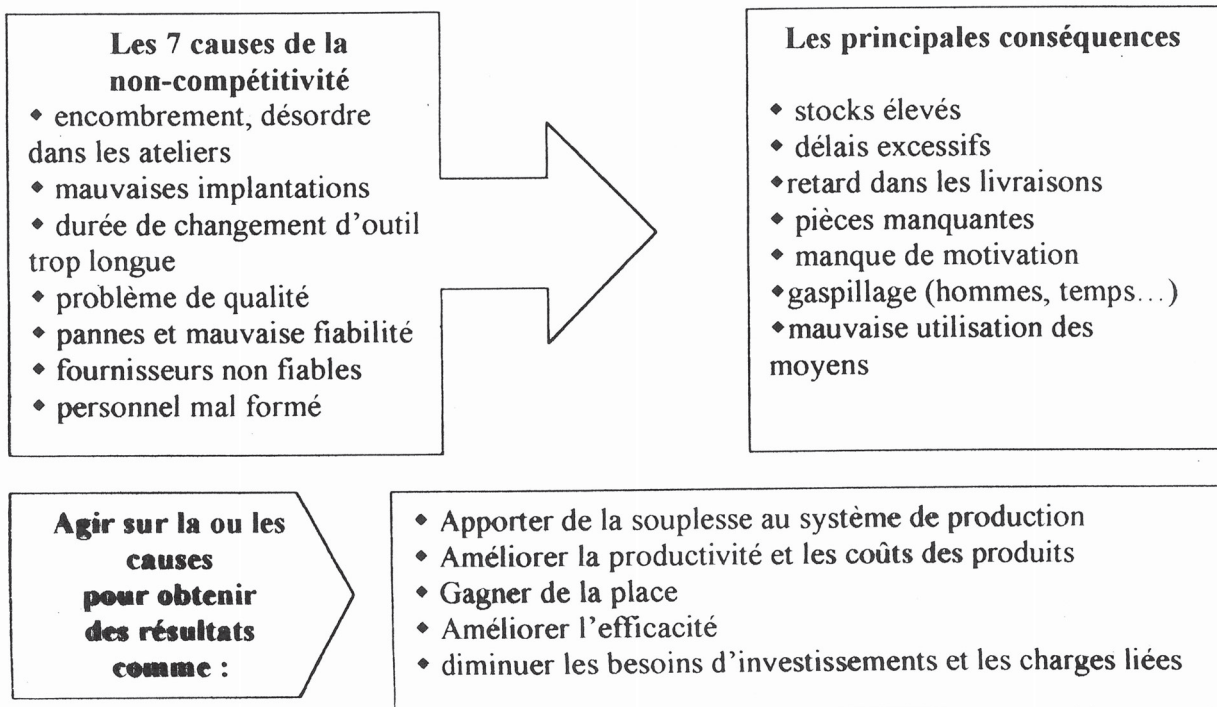 Les 7 causes de la
non-compétitivité
◆ encombrement, désordre
dans les ateliers
◆ mauvaises implantations
◆ durée de changement d'outil
trop longue
◆ problème de qualité
◆ pannes et mauvaise fiabilité
◆ fournisseurs non fiables
◆ personnel mal formé
Les principales conséquences
◆ stocks élevés
◆ délais excessifs
◆retard dans les livraisons
◆ pièces manquantes
◆ manque de motivation
◆gaspillage (hommes, temps…)
◆mauvaise utilisation des
moyens
Agir sur la ou les
causes
pour obtenir
des résultats
comme :
◆ Apporter de la souplesse au système de production
◆ Améliorer la productivité et les coûts des produits
◆ Gagner de la place
◆ Améliorer l'efficacité
◆ diminuer les besoins d'investissements et les charges liées